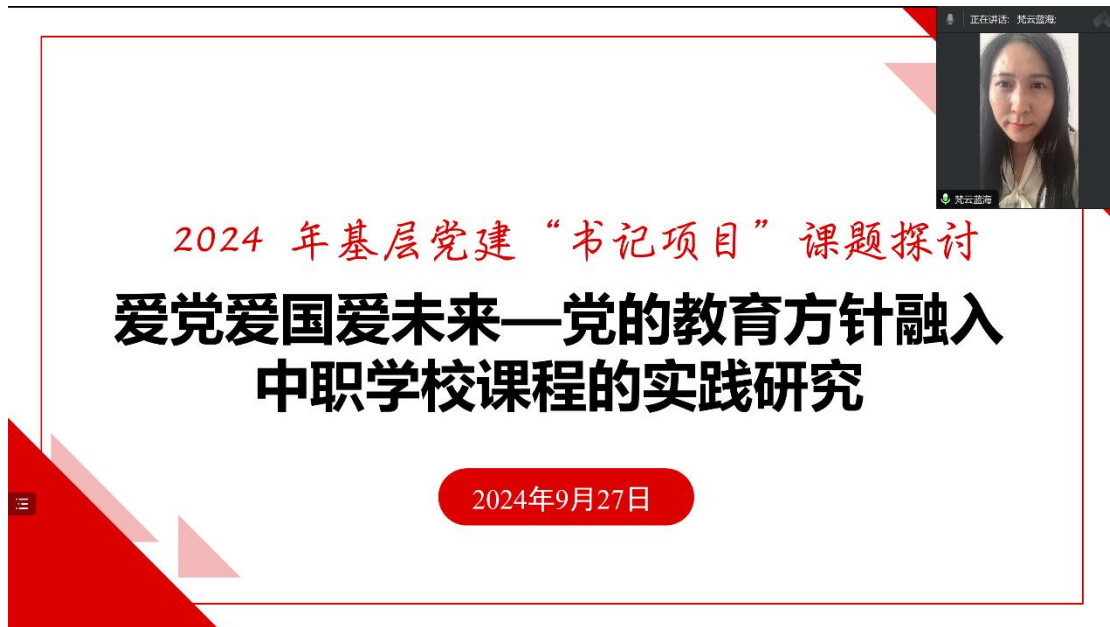 正在讲话: 梵云蓝海;
梵云蓝海
2024 年基层党建“书记项目”课题探讨
爱党爱国爱未来—党的教育方针融入
中职学校课程的实践研究
2024年9月27日